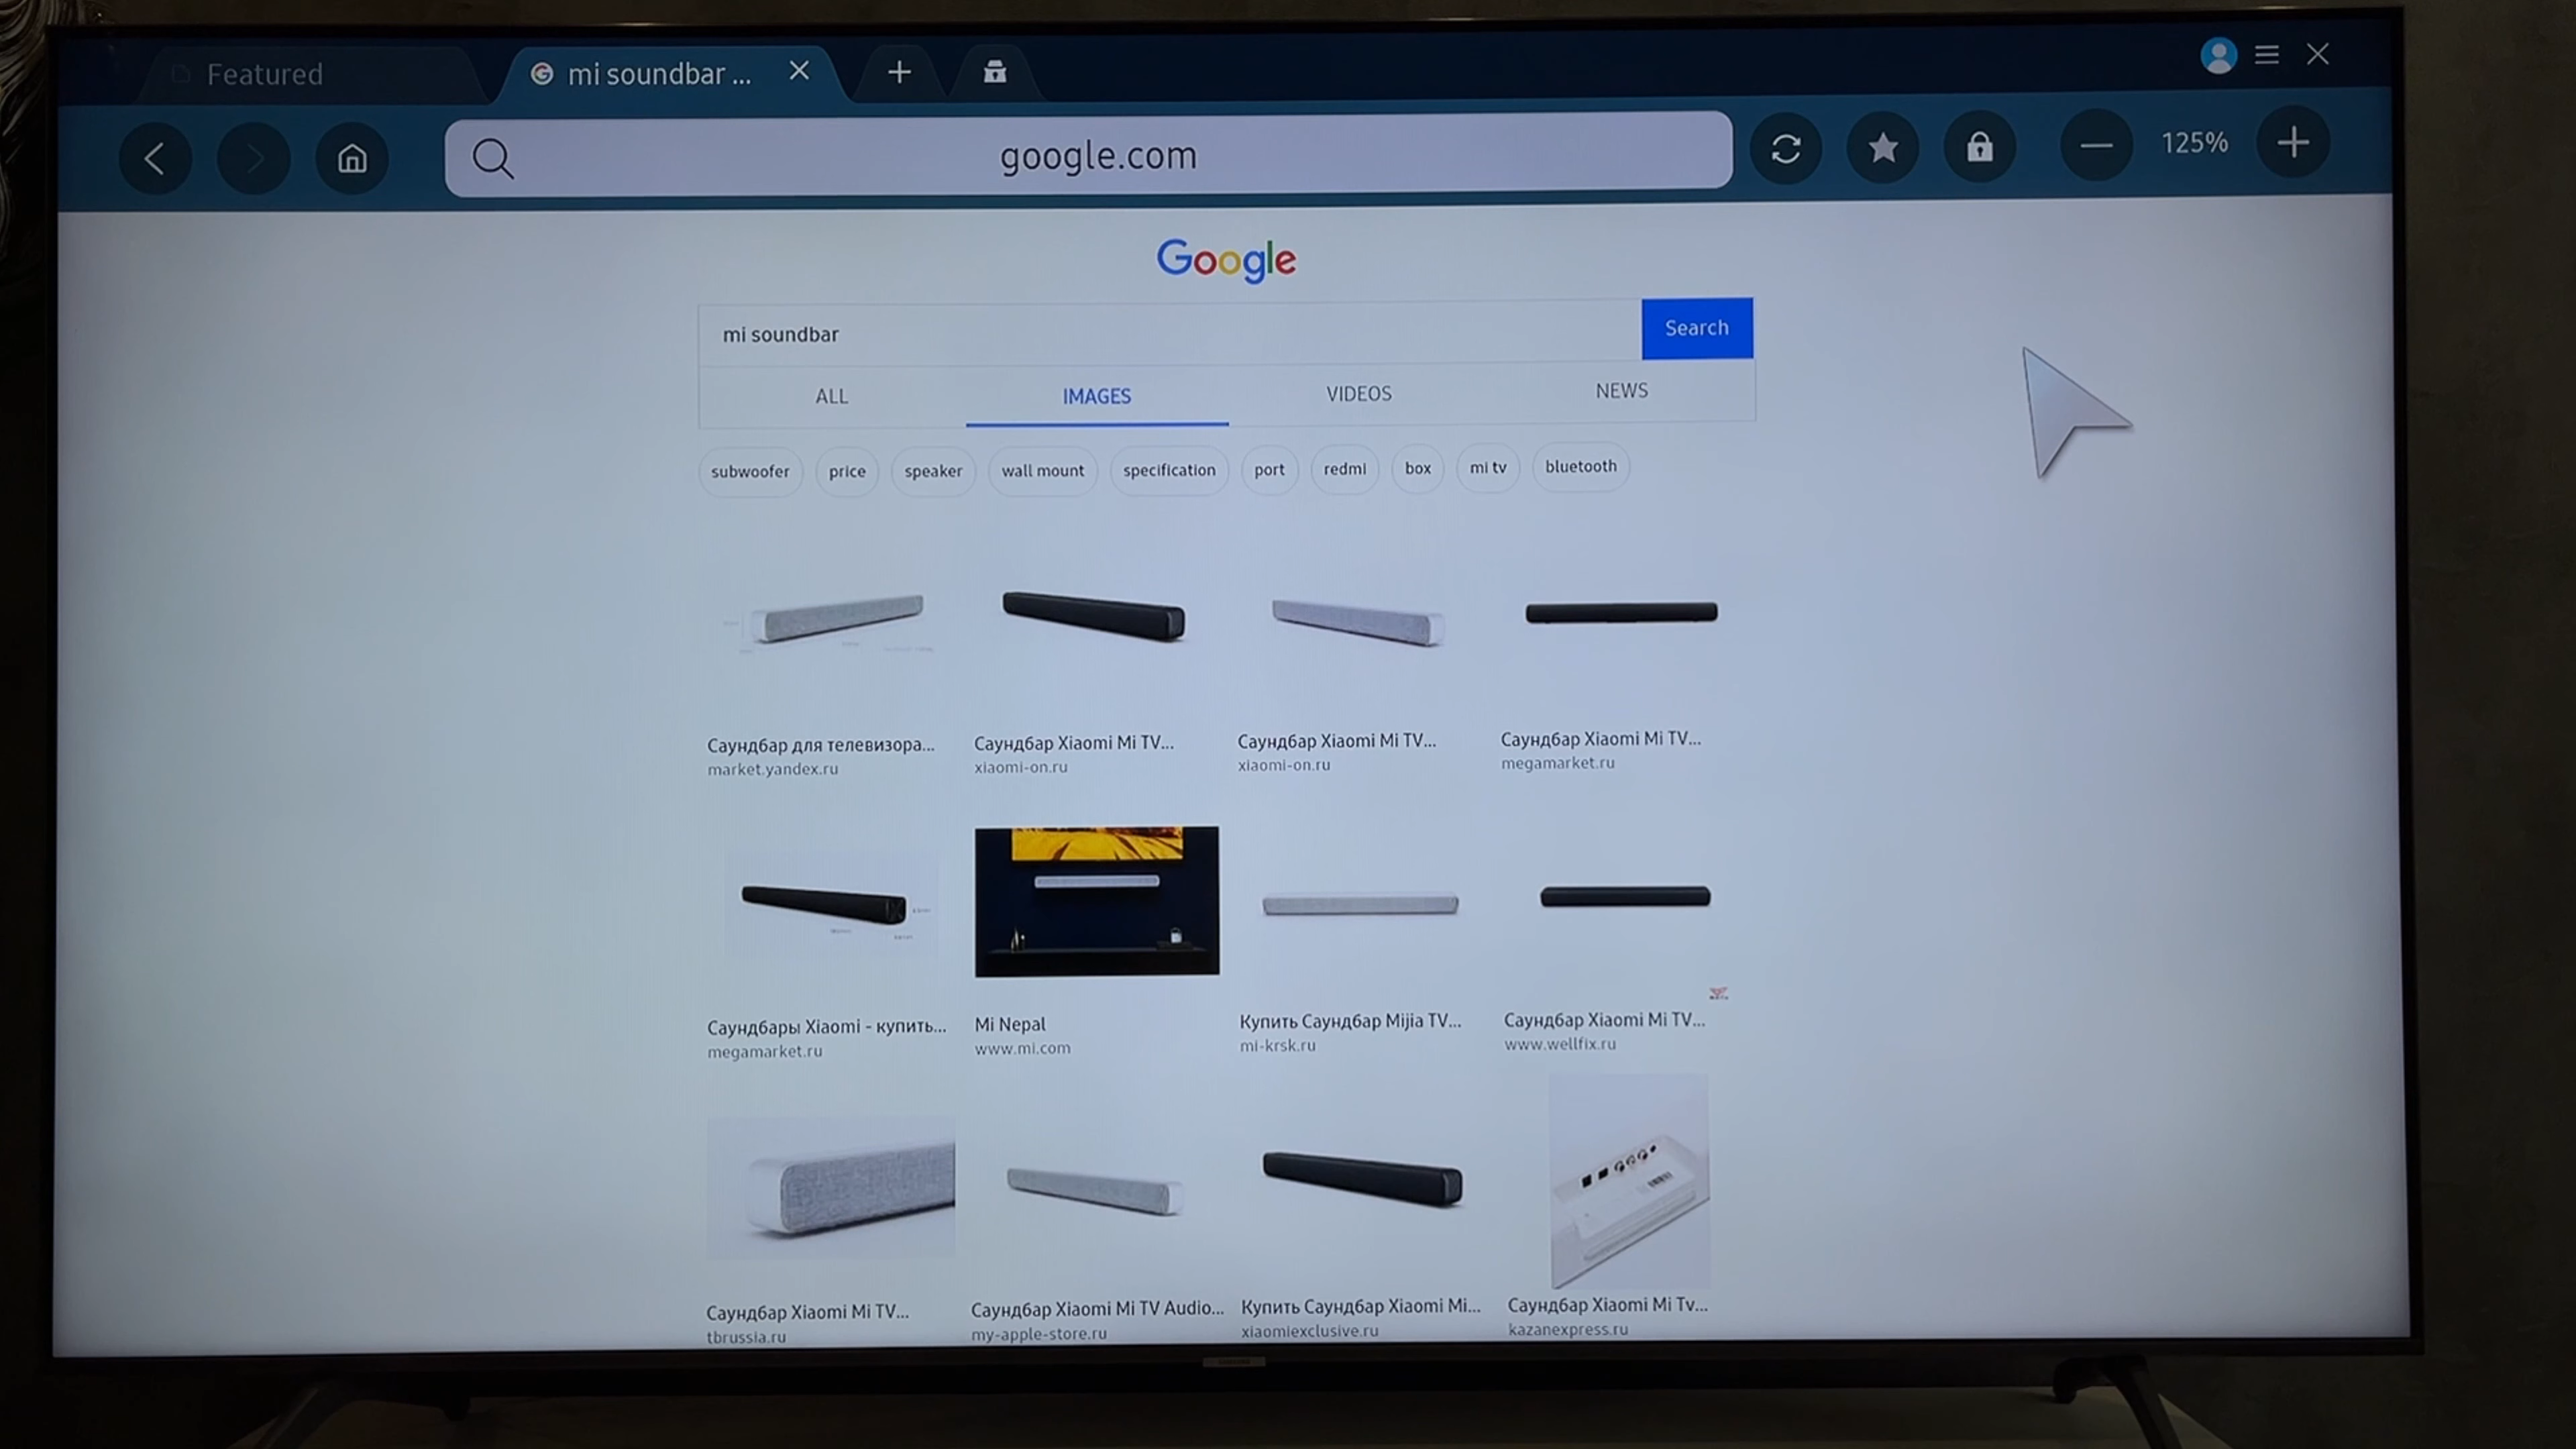 Featured
mi soundbar ...
google.com
125%
Google
mi soundbar
Search
ALL IMAGES VIDEOS NEWS
subwoofer price speaker wall mount specification port redmi box mi tv bluetooth
Саундбар для телевизора... Саундбар Xiaomi Mi TV... Саундбар Xiaomi Mi TV... Саундбар Xiaomi Mi TV...
market.yandex.ru xiaomi-on.ru xiaomi-on.ru megamarket.ru
Саундбары Xiaomi - купить... Mi Nepal Купить Саундбар Mijia TV... Саундбар Xiaomi Mi TV...
megamarket.ru www.mi.com mi-krsk.ru www.wellfix.ru
Саундбар Xiaomi Mi TV... Саундбар Xiaomi Mi TV Audio... Купить Саундбар Xiaomi Mi... Саундбар Xiaomi Mi Tv...
tbrussia.ru my-apple-store.ru xiaomiexclusive.ru kazanexpress.ru